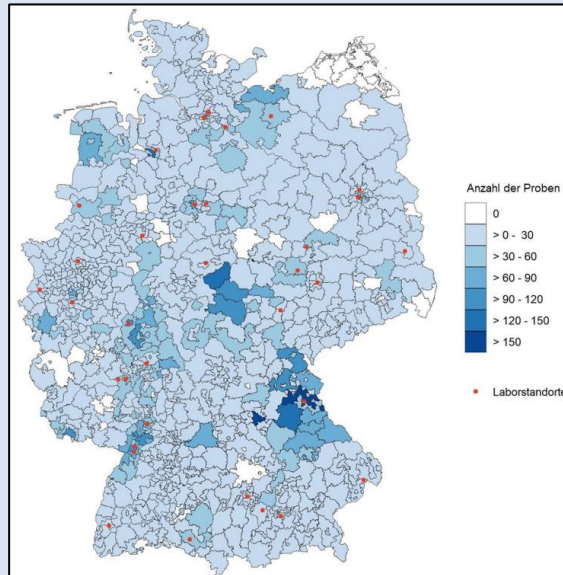 Anzahl der Proben
0
> 0 - 30
> 30 - 60
> 60 - 90
> 90 - 120
> 120 - 150
> 150
Laborstandorte